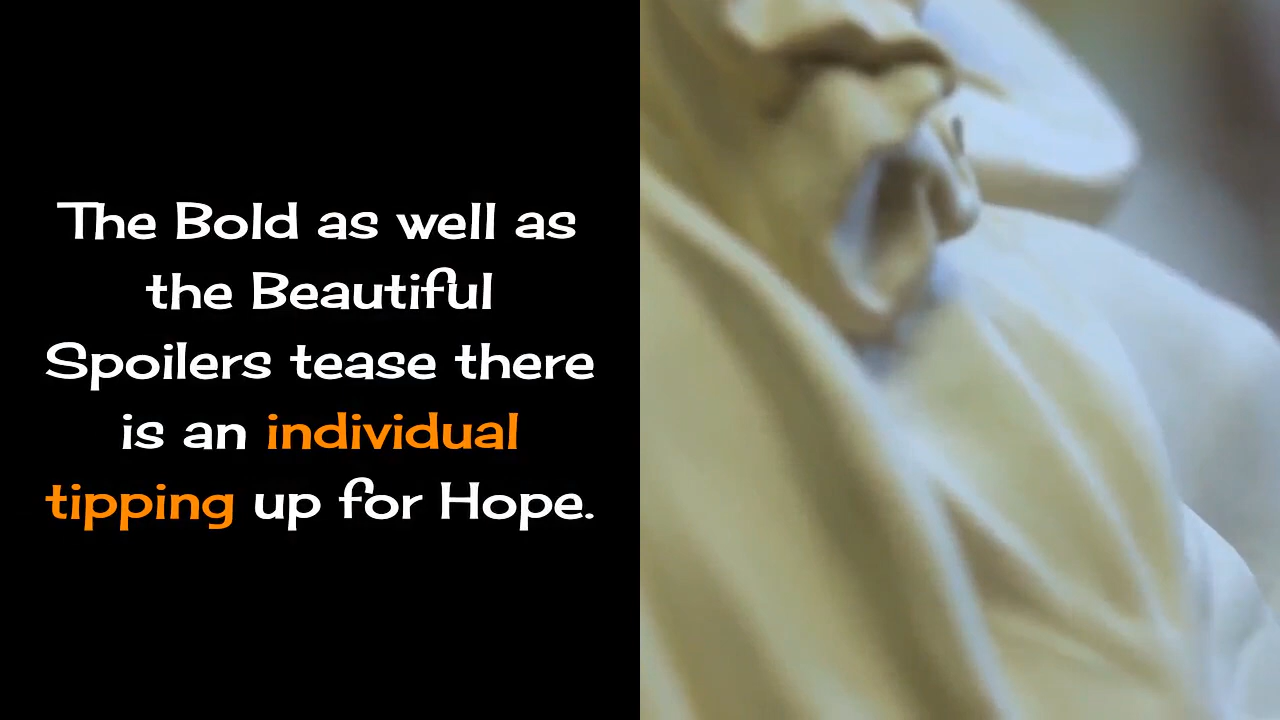 The Bold as well as
the Beautiful
Spoilers tease there
is an individual
tipping up for Hope.